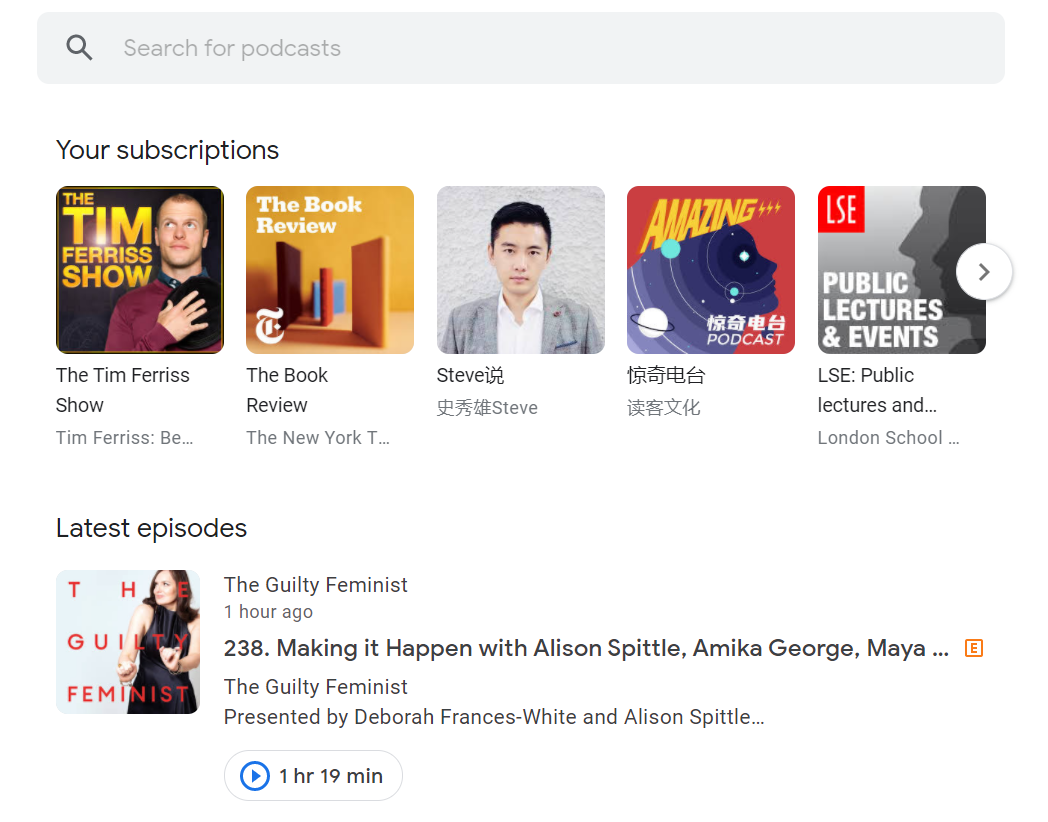 Search for podcasts
Your subscriptions
THE
TIM
FERRISS
SHOW
The Book
Review
T
AMAZING
惊奇电台
PODCAST
LSE
PUBLIC
LECTURES
& EVENTS
The Tim Ferriss
Show
Tim Ferriss: Be...
The Book
Review
The New York T...
Steve说
史秀雄Steve
惊奇电台
读客文化
LSE: Public
lectures and...
London School ...
Latest episodes
THE
GUILTY
FEMINIST
The Guilty Feminist
1 hour ago
238. Making it Happen with Alison Spittle, Amika George, Maya ... E
The Guilty Feminist
Presented by Deborah Frances-White and Alison Spittle...
1 hr 19 min